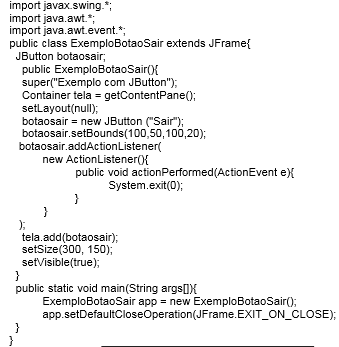 import javax.swing.*;
import java.awt.*;
import java.awt.event.*;
public class ExemploBotaoSair extends JFrame{
JButton botaosair;
public ExemploBotaoSair(){
super("Exemplo com JButton");
Container tela = getContentPane();
setLayout(null);
botaosair = new JButton ("Sair");
botaosair.setBounds(100,50,100,20);
botaosair.addActionListener(
new ActionListener(){
public void actionPerformed(ActionEvent e){
System.exit(0);
}
}
);
tela.add(botaosair);
setSize(300, 150);
setVisible(true);
}
public static void main(String args[]){
ExemploBotaoSair app = new ExemploBotaoSair();
app.setDefaultCloseOperation(JFrame.EXIT_ON_CLOSE);
}
}